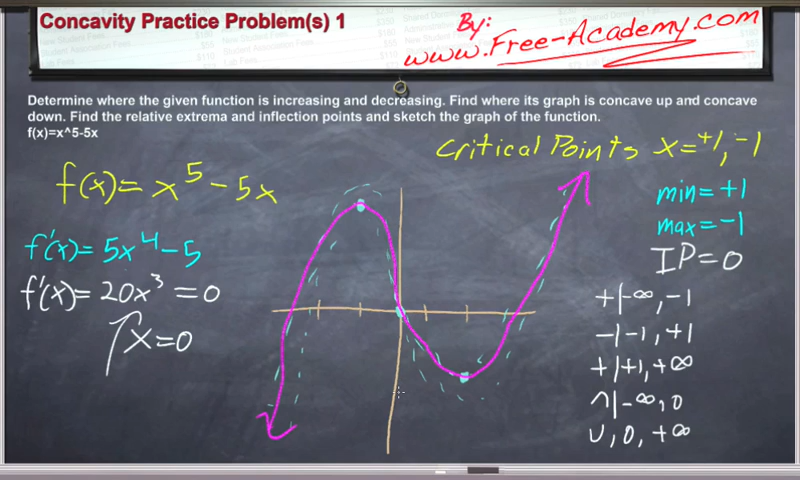 Concavity Practice Problem(s) 1
By:
www.Free-Academy.com
Determine where the given function is increasing and decreasing. Find where its graph is concave up and concave
down. Find the relative extrema and inflection points and sketch the graph of the function.
f(x)=x^5-5x
Critical Points x=+1,-1
f(x)= x⁵-5x
min=+1
max=-1
f'(x)= 5x⁴-5
IP=0
f'(x)= 20x³ =0
x=0
+|-∞,-1
-|-1,+1
+|+1,+∞
∩|-∞,0
∪,0,+∞